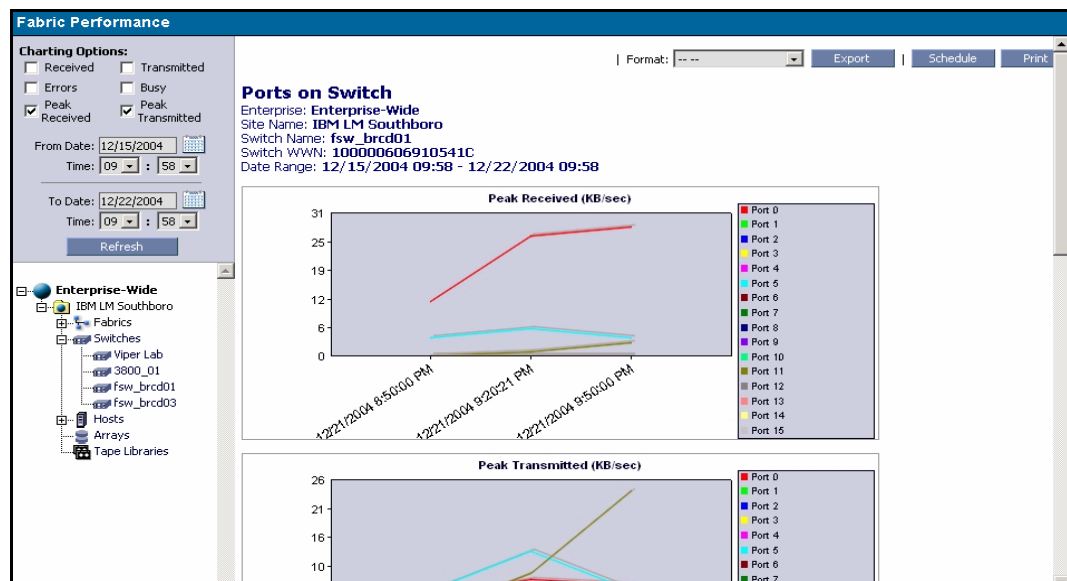 Fabric Performance
Charting Options:
Received Transmitted
Errors Busy
Peak Received Peak Transmitted
From Date: 12/15/2004
Time: 09 : 58
To Date: 12/22/2004
Time: 09 : 58
Refresh
Enterprise-Wide
IBM LM Southboro
Fabrics
Switches
Viper Lab
3800_01
fsw_brcd01
fsw_brcd03
Hosts
Arrays
Tape Libraries
| Format: -- -- Export | Schedule Print
Ports on Switch
Enterprise: Enterprise-Wide
Site Name: IBM LM Southboro
Switch Name: fsw_brcd01
Switch WWN: 100000606910541C
Date Range: 12/15/2004 09:58 - 12/22/2004 09:58
Peak Received (KB/sec)
31
25
19
12
6
0
12/21/2004 8:50:00 PM
12/21/2004 9:20:21 PM
12/21/2004 9:50:00 PM
Port 0
Port 1
Port 2
Port 3
Port 4
Port 5
Port 6
Port 7
Port 8
Port 9
Port 10
Port 11
Port 12
Port 13
Port 14
Port 15
Peak Transmitted (KB/sec)
26
21
16
10
Port 0
Port 1
Port 2
Port 3
Port 4
Port 5
Port 6
Port 7